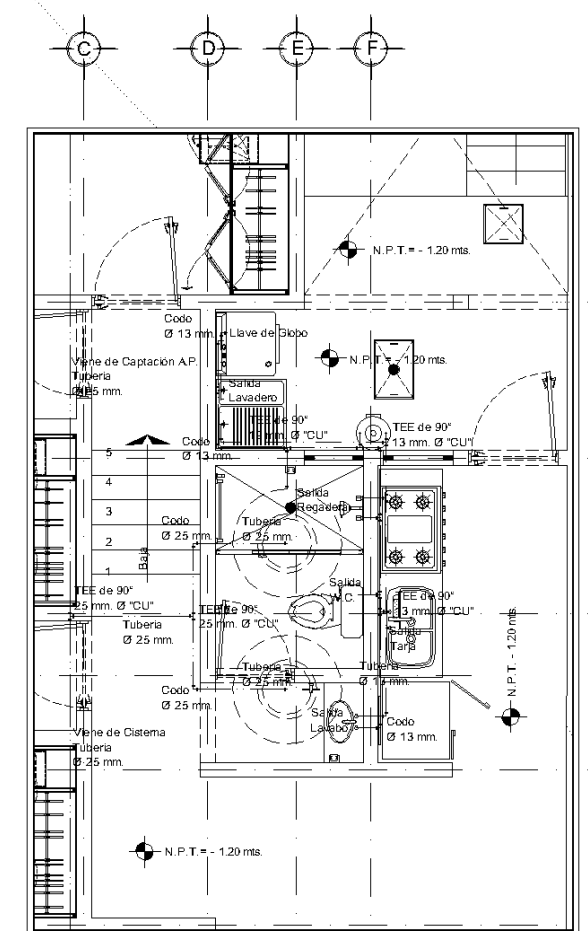 C
D
E
F
N.P.T. = - 1.20 mts.
Codo
Ø 13 mm.
Llave de Globo
N.P.T. = - 1.20 mts.
Viene de Captación A.P.
Tubería
Ø 25 mm.
Salida
Lavadero
TEE de 90°
13 mm. Ø "CU"
TEE de 90°
13 mm. Ø "CU"
Codo
Ø 13 mm.
5
4
3
2
1
Baja
Salida
Regadera
Codo
Ø 25 mm.
Tubería
Ø 25 mm.
Salida
W.C.
TEE de 90°
25 mm. Ø "CU"
TEE de 90°
25 mm. Ø "CU"
TEE de 90°
13 mm. Ø "CU"
Tubería
Ø 25 mm.
Salida
Tarja
N.P.T. = - 1.20 mts.
Tubería
Ø 25 mm.
Tubería
Ø 13 mm.
Codo
Ø 25 mm.
Salida
Lavabo
Codo
Ø 13 mm.
Viene de Cisterna
Tubería
Ø 25 mm.
N.P.T. = - 1.20 mts.